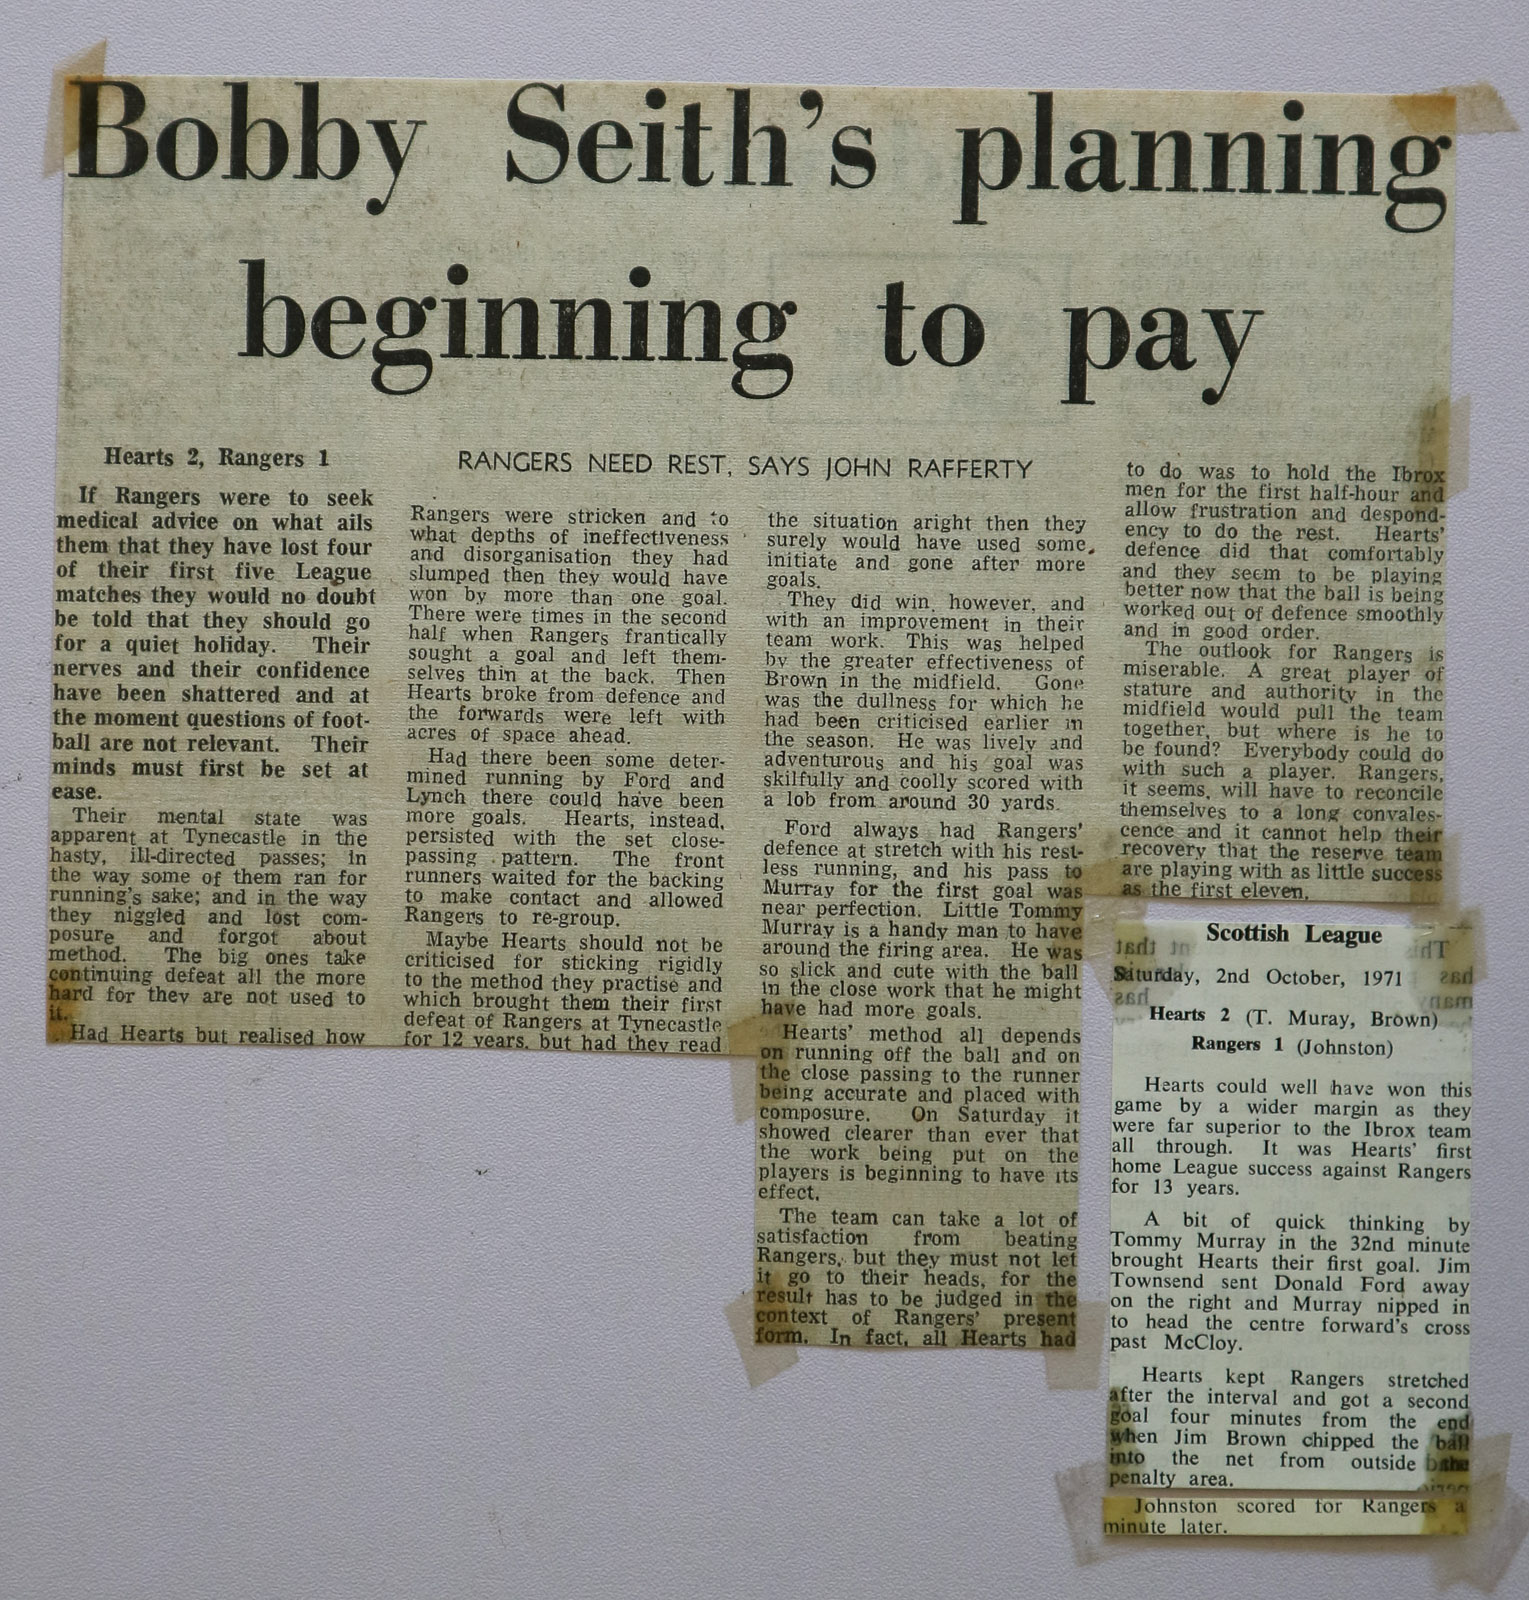 Bobby Seith's planning
beginning to pay
Hearts 2, Rangers 1
RANGERS NEED REST, SAYS JOHN RAFFERTY
If Rangers were to seek
medical advice on what ails
them that they have lost four
of their first five League
matches they would no doubt
be told that they should go
for a quiet holiday. Their
nerves and their confidence
have been shattered and at
the moment questions of foot-
ball are not relevant. Their
minds must first be set at
ease.
Their mental state was
apparent at Tynecastle in the
hasty, ill-directed passes; in
the way some of them ran for
running's sake; and in the way
they niggled and lost com-
posure and forgot about
method. The big ones take
continuing defeat all the more
hard for they are not used to
it.
Had Hearts but realised how
Rangers were stricken and to
what depths of ineffectiveness
and disorganisation they had
slumped then they would have
won by more than one goal.
There were times in the second
half when Rangers frantically
sought a goal and left them-
selves thin at the back. Then
Hearts broke from defence and
the forwards were left with
acres of space ahead.
Had there been some deter-
mined running by Ford and
Lynch there could have been
more goals. Hearts, instead,
persisted with the set close-
passing pattern. The front
runners waited for the backing
to make contact and allowed
Rangers to re-group.
Maybe Hearts should not be
criticised for sticking rigidly
to the method they practise and
which brought them their first
defeat of Rangers at Tynecastle
for 12 years, but had they read
the situation aright then they
surely would have used some
initiate and gone after more
goals.
They did win, however, and
with an improvement in their
team work. This was helped
by the greater effectiveness of
Brown in the midfield. Gone
was the dullness for which he
had been criticised earlier in
the season. He was lively and
adventurous and his goal was
skilfully and coolly scored with
a lob from around 30 yards.
Ford always had Rangers'
defence at stretch with his rest-
less running, and his pass to
Murray for the first goal was
near perfection. Little Tommy
Murray is a handy man to have
around the firing area. He was
so slick and cute with the ball
in the close work that he might
have had more goals.
Hearts' method all depends
on running off the ball and on
the close passing to the runner
being accurate and placed with
composure. On Saturday it
showed clearer than ever that
the work being put on the
players is beginning to have its
effect.
The team can take a lot of
satisfaction from beating
Rangers, but they must not let
it go to their heads, for the
result has to be judged in the
context of Rangers' present
form. In fact, all Hearts had
to do was to hold the Ibrox
men for the first half-hour and
allow frustration and despond-
ency to do the rest. Hearts'
defence did that comfortably
and they seem to be playing
better now that the ball is being
worked out of defence smoothly
and in good order.
The outlook for Rangers is
miserable. A great player of
stature and authority in the
midfield would pull the team
together, but where is he to
be found? Everybody could do
with such a player. Rangers,
it seems, will have to reconcile
themselves to a long convales-
cence and it cannot help their
recovery that the reserve team
are playing with as little success
as the first eleven.
Scottish League
Saturday, 2nd October, 1971
Hearts 2 (T. Muray, Brown)
Rangers 1 (Johnston)
Hearts could well have won this
game by a wider margin as they
were far superior to the Ibrox team
all through. It was Hearts' first
home League success against Rangers
for 13 years.
A bit of quick thinking by
Tommy Murray in the 32nd minute
brought Hearts their first goal. Jim
Townsend sent Donald Ford away
on the right and Murray nipped in
to head the centre forward's cross
past McCloy.
Hearts kept Rangers stretched
after the interval and got a second
goal four minutes from the end
when Jim Brown chipped the ball
into the net from outside the
penalty area.
Johnston scored for Rangers a
minute later.